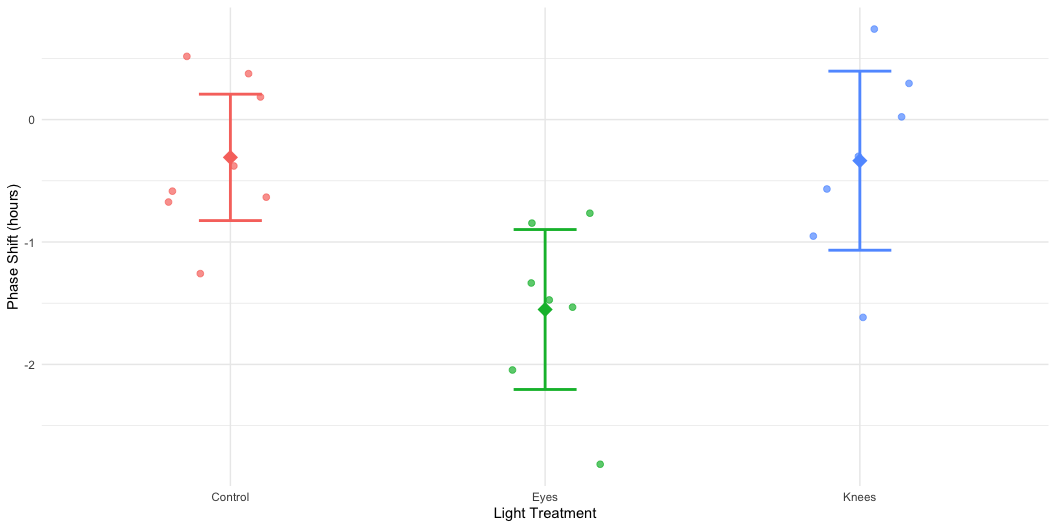 Phase Shift (hours)
0
-1
-2
Control
Eyes
Knees
Light Treatment